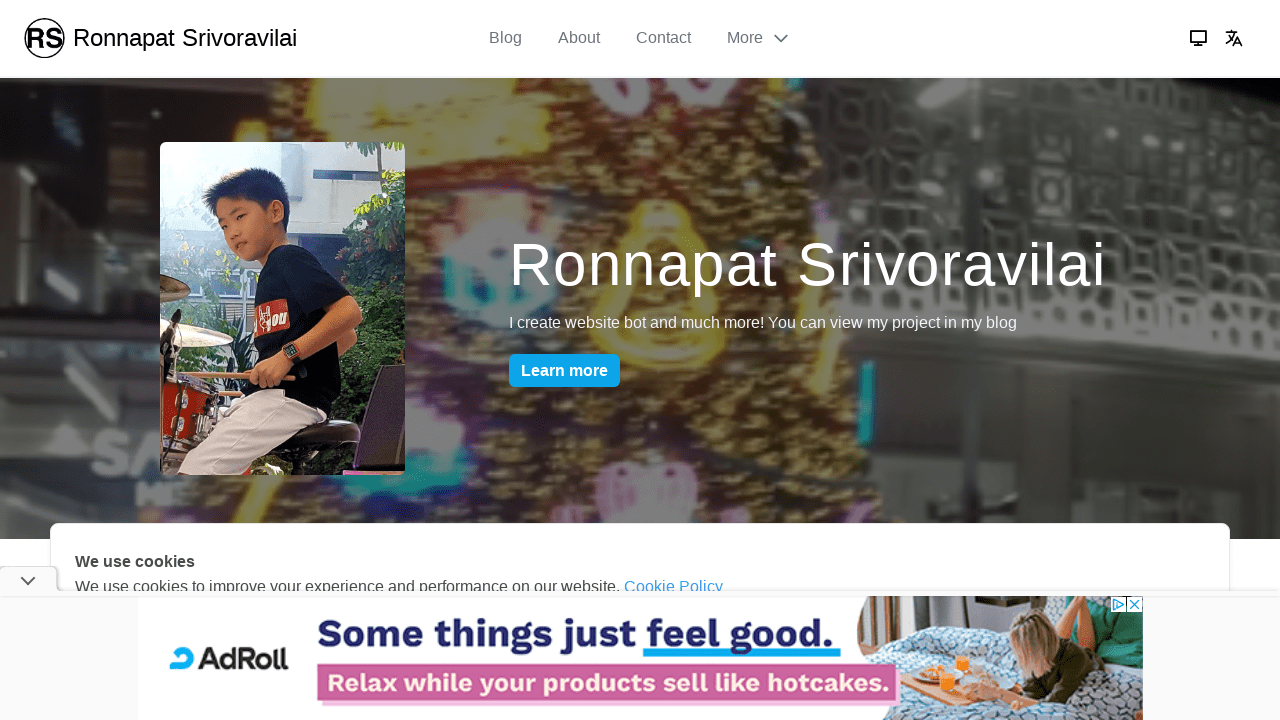 RS Ronnapat Srivoravilai
Blog About Contact More
Ronnapat Srivoravilai
I create website bot and much more! You can view my project in my blog
Learn more
We use cookies
We use cookies to improve your experience and performance on our website. Cookie Policy
AdRoll
Some things just feel good.
Relax while your products sell like hotcakes.